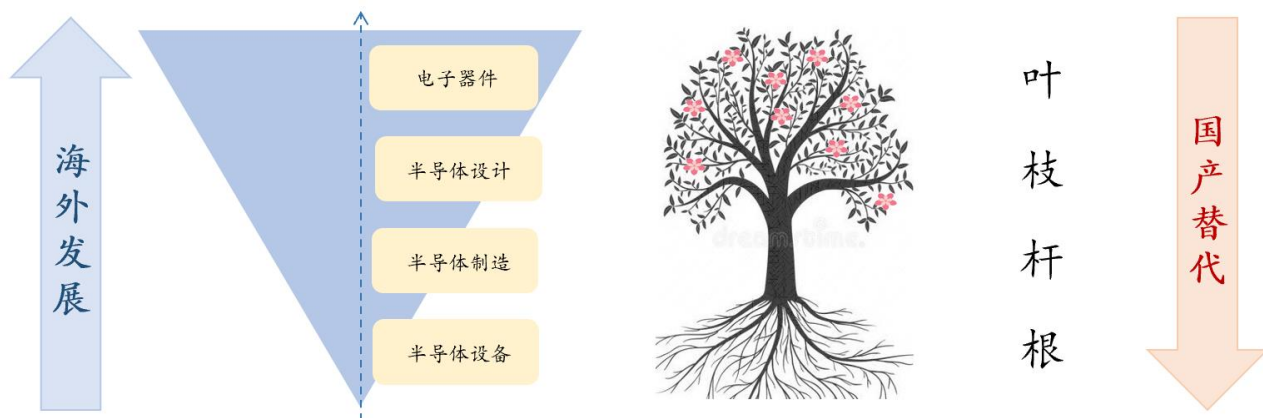 海外发展
电子器件
半导体设计
半导体制造
半导体设备
dreamstime.
叶
枝
杆
根
国产替代